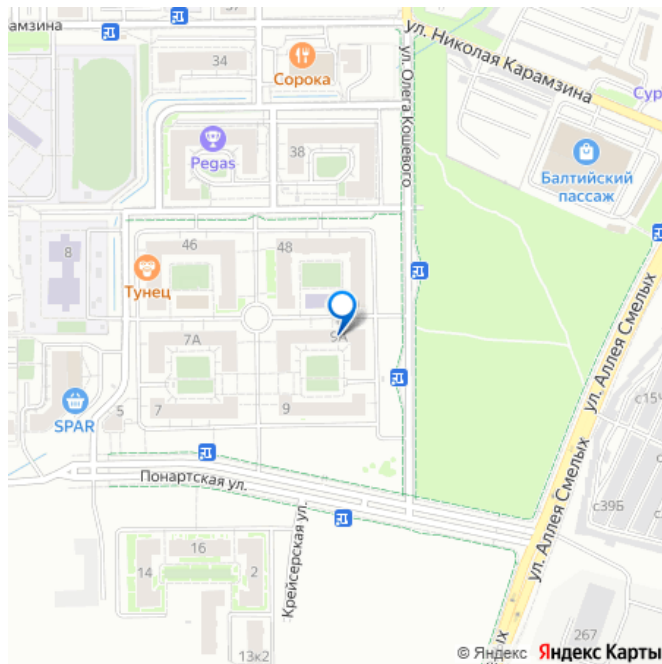 37
арамзина
34
Сорока
ул. Николая Карамзина
Сур
ул. Олега Кошевого
Pegas
38
Балтийский
пассаж
8
46
48
Тунец
7А
9А
ул. Аллея Смелых
SPAR
5
7
9
Понартская ул.
с39Б
Крейсерская ул.
16
14
2
ул. Аллея Смелых
267
13к2
© Яндекс Яндекс Карты